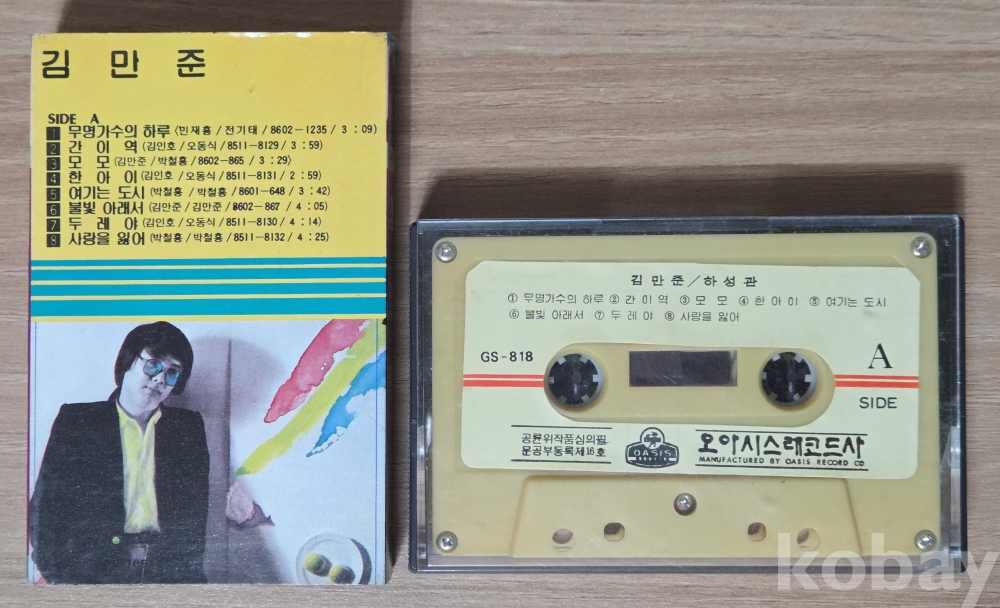 김 만 준
SIDE A
1 무명가수의 하루 (민재홍/전기태/8602-1235/3:09)
2 간 이 역 (김인호/오동식/8511-8129/3:59)
3 모 모 (김만준/박철홍/8602-865/3:29)
4 한 아 이 (김인호/오동식/8511-8131/2:59)
5 여기는 도시 (박철홍/박철홍/8601-648/3:42)
6 불빛 아래서 (김만준/김만준/8602-867/4:05)
7 두 레 야 (김인호/오동식/8511-8130/4:14)
8 사랑을 잃어 (박철홍/박철홍/8511-8132/4:25)
김만준/하성관
① 무명가수의 하루 ② 간 이 역 ③ 모 모 ④ 한 아 이 ⑤ 여기는 도시
⑥ 불빛 아래서 ⑦ 두 레 야 ⑧ 사랑을 잃어
GS-818
A
SIDE
공륜위작품심의필
문공부등록제16호
OASIS
오아시스레코드사
MANUFACTURED BY OASIS RECORD CO
kobay